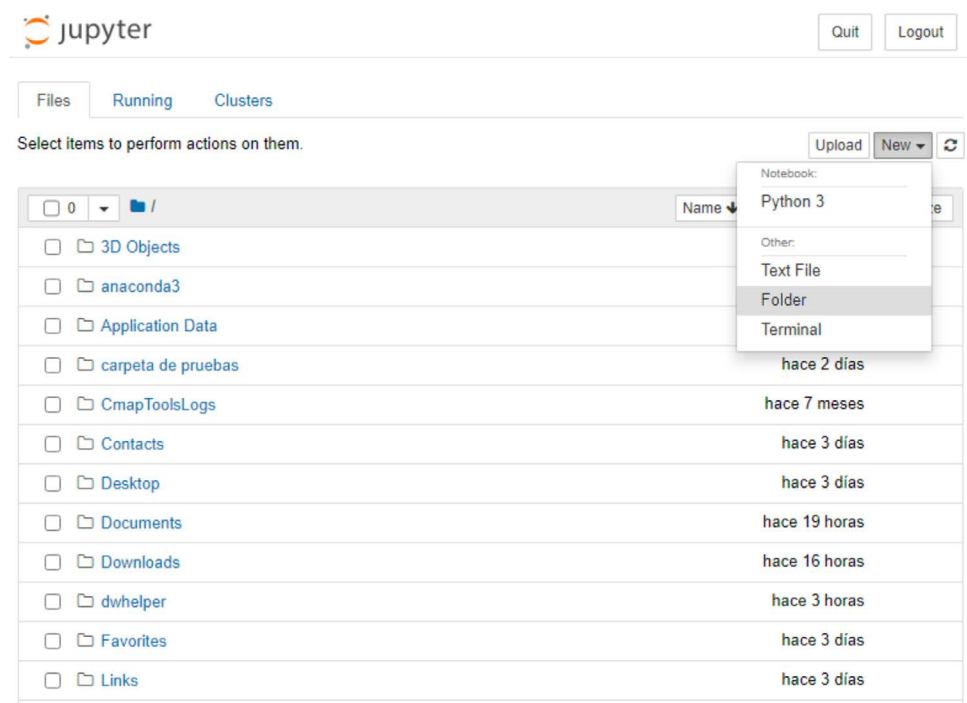 jupyter
Quit Logout
Files Running Clusters
Select items to perform actions on them.
Upload New
Notebook:
Python 3
Other:
Text File
Folder
Terminal
0 / Name
3D Objects
anaconda3
Application Data
carpeta de pruebas hace 2 días
CmapToolsLogs hace 7 meses
Contacts hace 3 días
Desktop hace 3 días
Documents hace 19 horas
Downloads hace 16 horas
dwhelper hace 3 horas
Favorites hace 3 días
Links hace 3 días